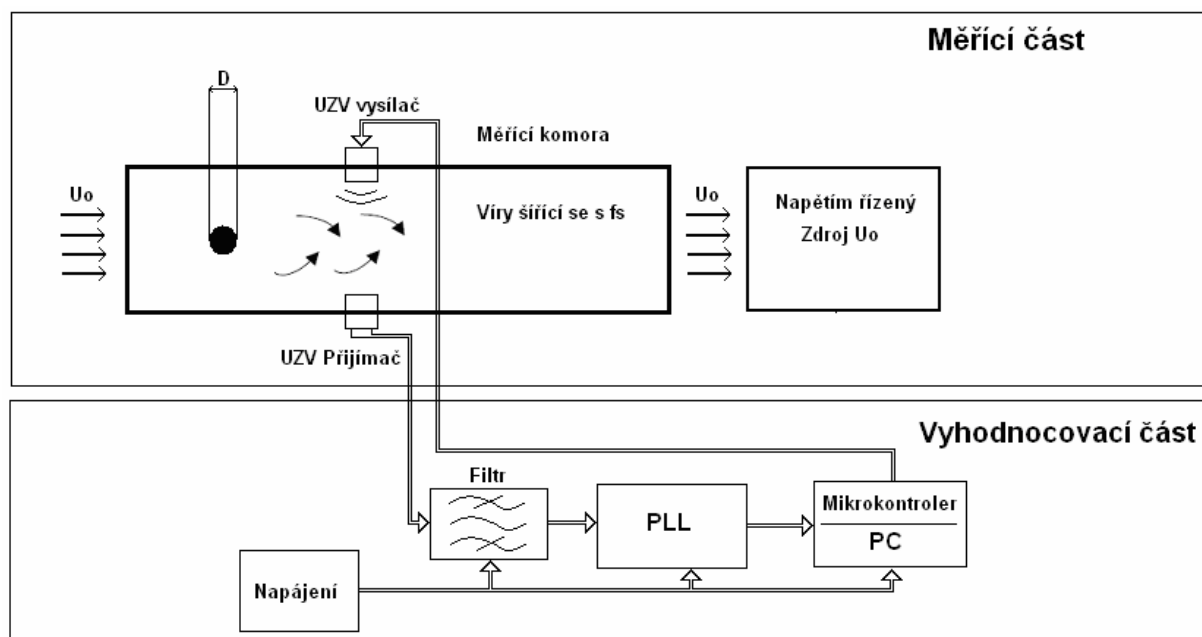 Měřící část
D
UZV vysílač
Měřící komora
Uo
Víry šířící se s fs
Uo
Napětím řízený
Zdroj Uo
UZV Přijímač
Vyhodnocovací část
Filtr
PLL
Mikrokontroler
PC
Napájení